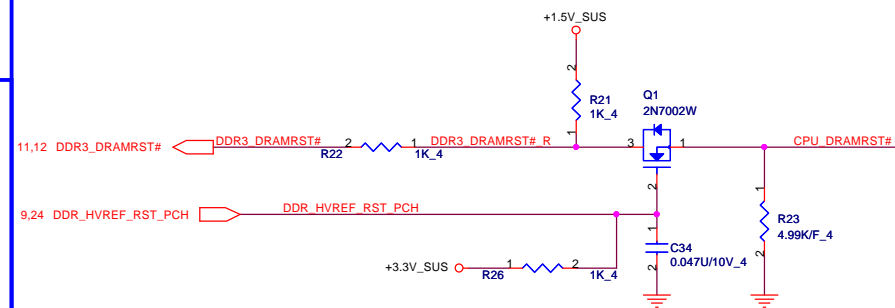 +1.5V_SUS
2
R21
1K_4
1
Q1
2N7002W
11,12 DDR3_DRAMRST#
DDR3_DRAMRST#
2
R22
1
1K_4
DDR3_DRAMRST#_R
3
1
CPU_DRAMRST#
2
9,24 DDR_HVREF_RST_PCH
DDR_HVREF_RST_PCH
1
C34
0.047U/10V_4
2
1
R23
4.99K/F_4
2
+3.3V_SUS
1
R26
2
1K_4